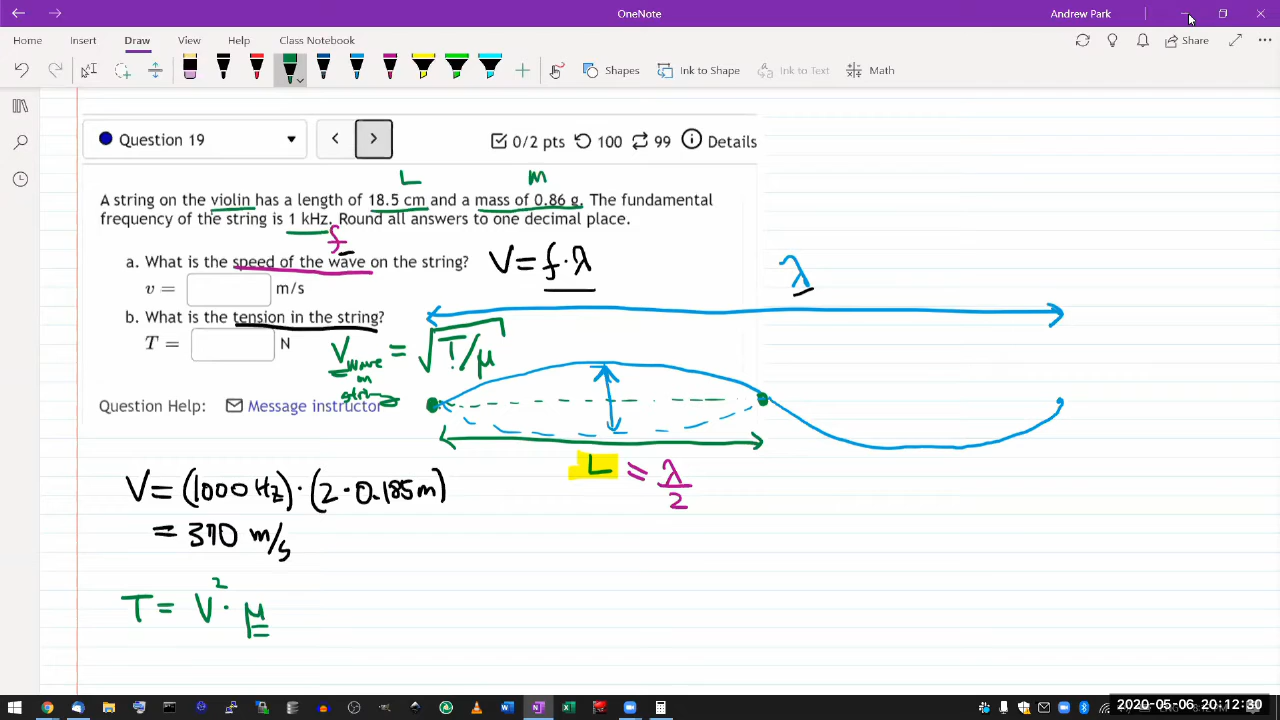 OneNote
Andrew Park
Home Insert Draw View Help Class Notebook
Share
Shapes Ink to Shape Ink to Text Math
Question 19
0/2 pts 100 99 Details
L m
A string on the violin has a length of 18.5 cm and a mass of 0.86 g. The fundamental
frequency of the string is 1 kHz. Round all answers to one decimal place.
f
a. What is the speed of the wave on the string?
V = f · λ
λ
v = m/s
b. What is the tension in the string?
T = N
V wave on string = √T/μ
Question Help: Message instructor
L = λ/2
V = (1000 Hz) · (2 · 0.185 m)
= 370 m/s
T = V² · μ
2020-05-06 20:12:30